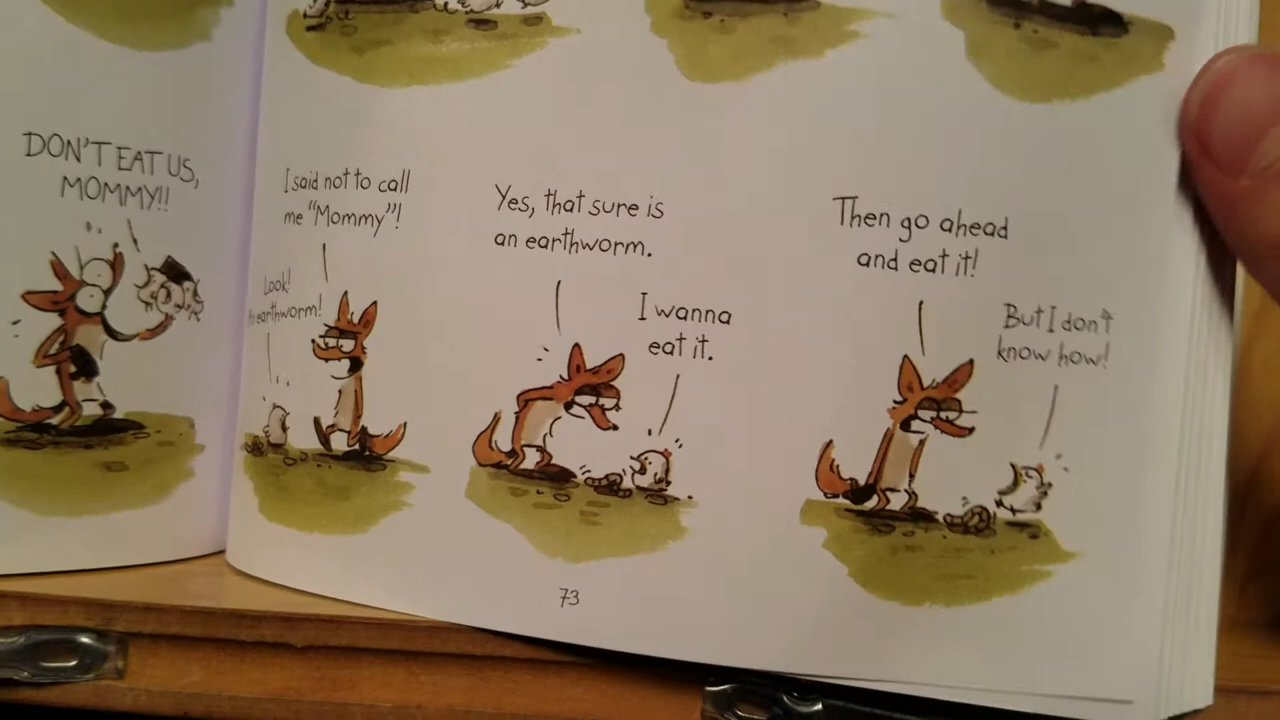 DON'T EAT US,
MOMMY!!
I said not to call
me "Mommy"!
Look!
earthworm!
Yes, that sure is
an earthworm.
I wanna
eat it.
Then go ahead
and eat it!
But I don't
know how!
73